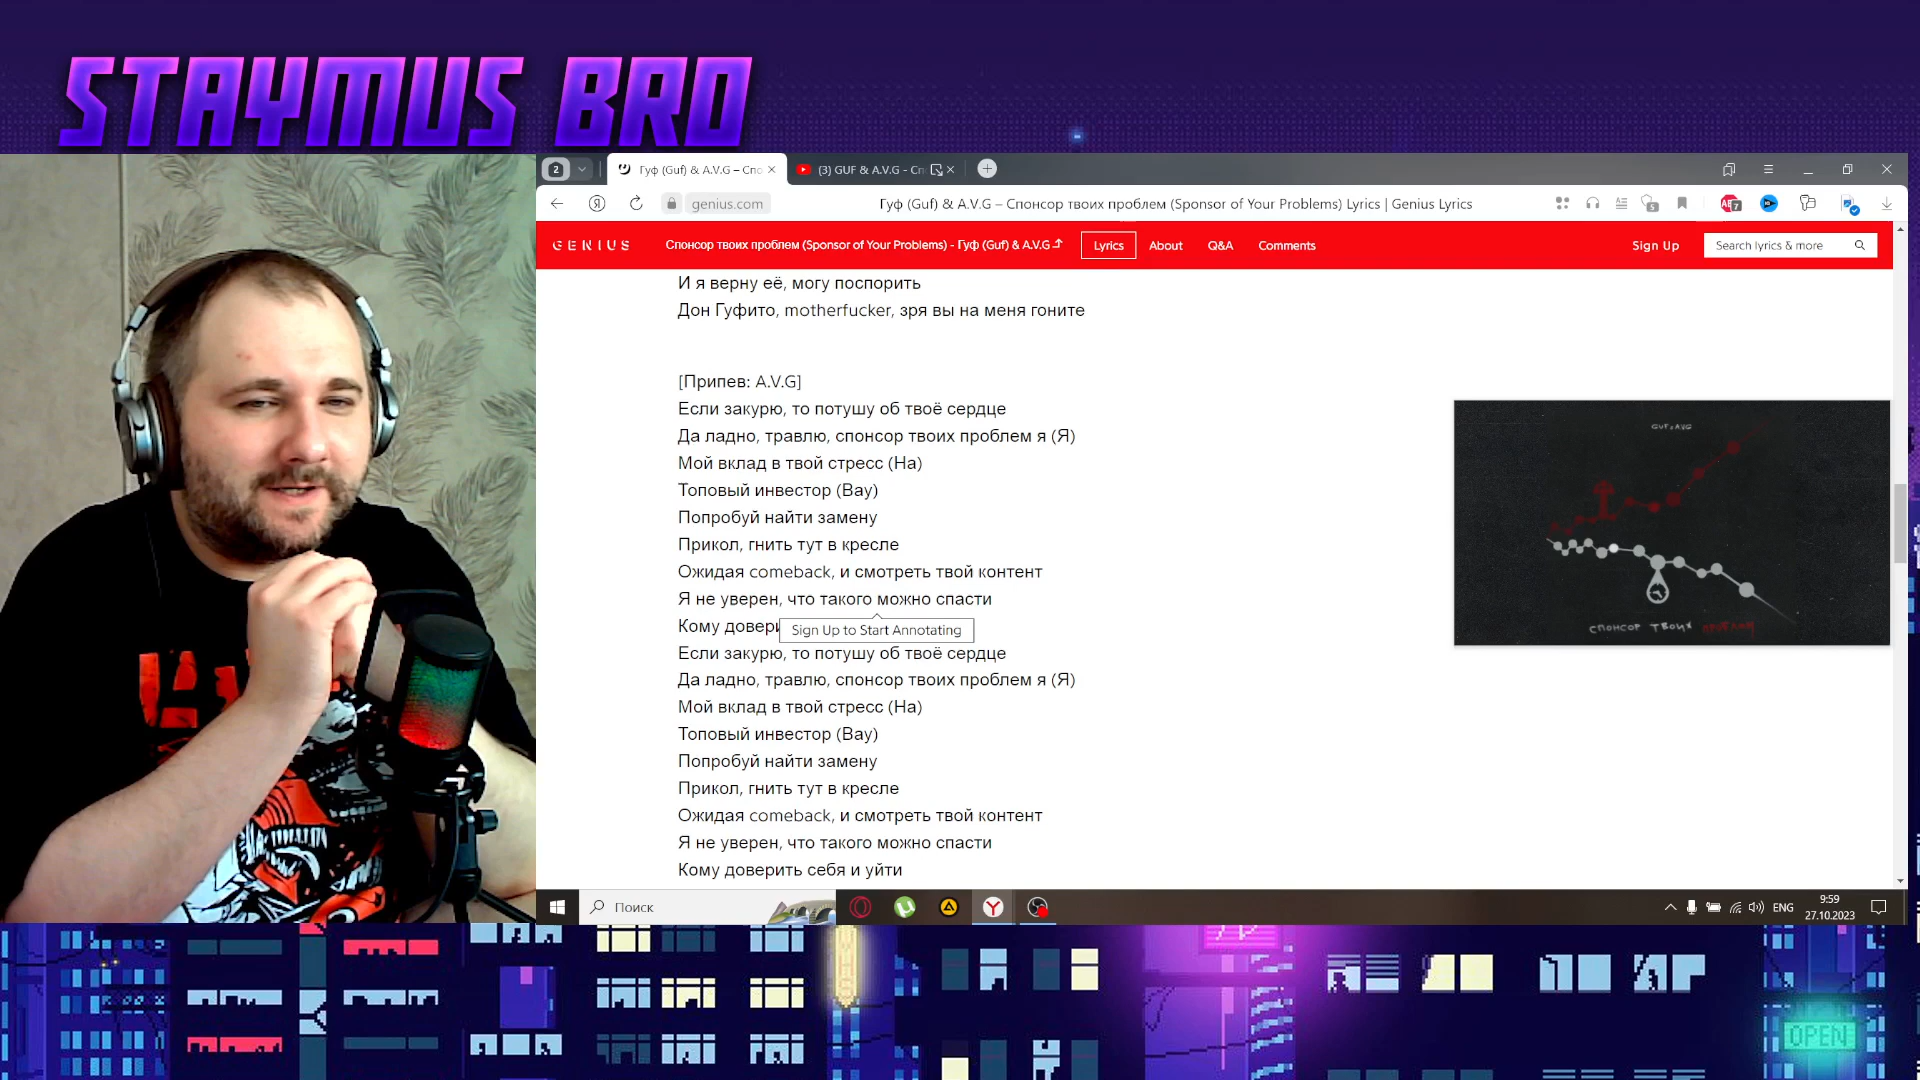 STAYMUS BRO
2
Гуф (Guf) & A.V.G – Спо
(3) GUF & A.V.G - Сп
genius.com
Гуф (Guf) & A.V.G – Спонсор твоих проблем (Sponsor of Your Problems) Lyrics | Genius Lyrics
GENIUS
Спонсор твоих проблем (Sponsor of Your Problems) - Гуф (Guf) & A.V.G
Lyrics
About
Q&A
Comments
Sign Up
Search lyrics & more
И я верну её, могу поспорить
Дон Гуфито, motherfucker, зря вы на меня гоните
[Припев: A.V.G]
Если закурю, то потушу об твоё сердце
Да ладно, травлю, спонсор твоих проблем я (Я)
Мой вклад в твой стресс (На)
Топовый инвестор (Вау)
Попробуй найти замену
Прикол, гнить тут в кресле
Ожидая comeback, и смотреть твой контент
Я не уверен, что такого можно спасти
Кому довери
Sign Up to Start Annotating
Если закурю, то потушу об твоё сердце
Да ладно, травлю, спонсор твоих проблем я (Я)
Мой вклад в твой стресс (На)
Топовый инвестор (Вау)
Попробуй найти замену
Прикол, гнить тут в кресле
Ожидая comeback, и смотреть твой контент
Я не уверен, что такого можно спасти
Кому доверить себя и уйти
GUF & AVG
СПОНСОР ТВОИХ ПРОБЛЕМ
Поиск
ENG
9:59
27.10.2023
OPEN